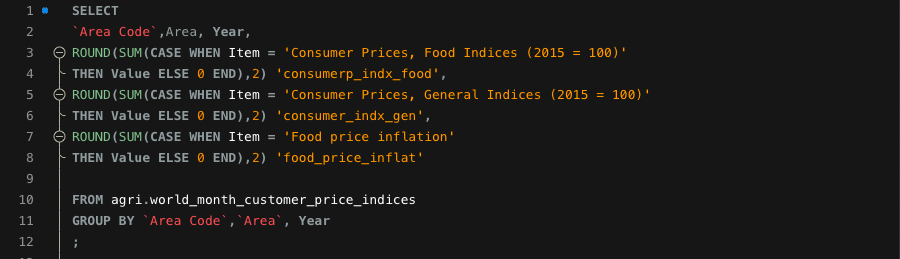 1 SELECT
2 `Area Code`,Area, Year,
3 ROUND(SUM(CASE WHEN Item = 'Consumer Prices, Food Indices (2015 = 100)'
4 THEN Value ELSE 0 END),2) 'consumerp_indx_food',
5 ROUND(SUM(CASE WHEN Item = 'Consumer Prices, General Indices (2015 = 100)'
6 THEN Value ELSE 0 END),2) 'consumer_indx_gen',
7 ROUND(SUM(CASE WHEN Item = 'Food price inflation'
8 THEN Value ELSE 0 END),2) 'food_price_inflat'
9
10 FROM agri.world_month_customer_price_indices
11 GROUP BY `Area Code`,`Area`, Year
12 ;